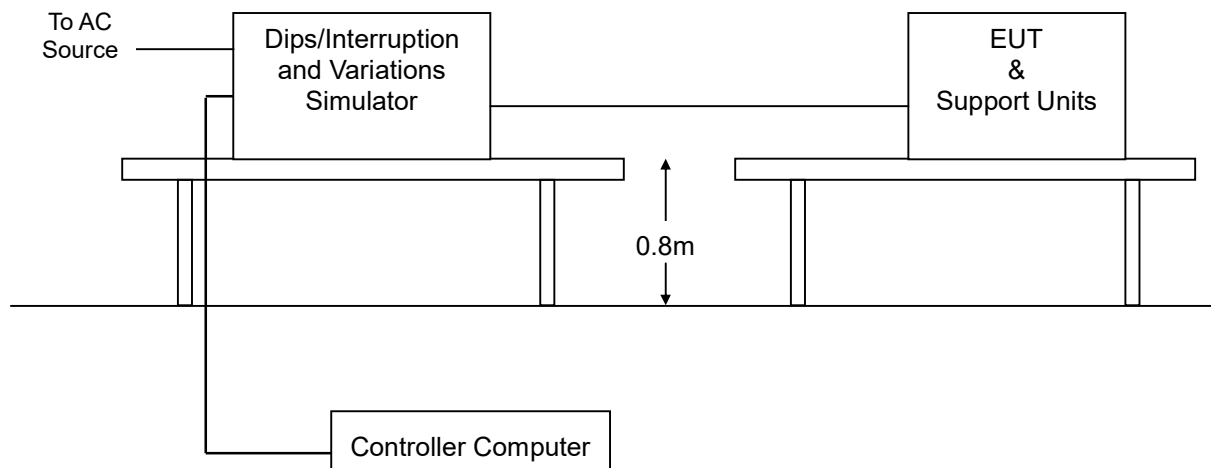 To AC
Source
Dips/Interruption
and Variations
Simulator
EUT
&
Support Units
0.8m
Controller Computer